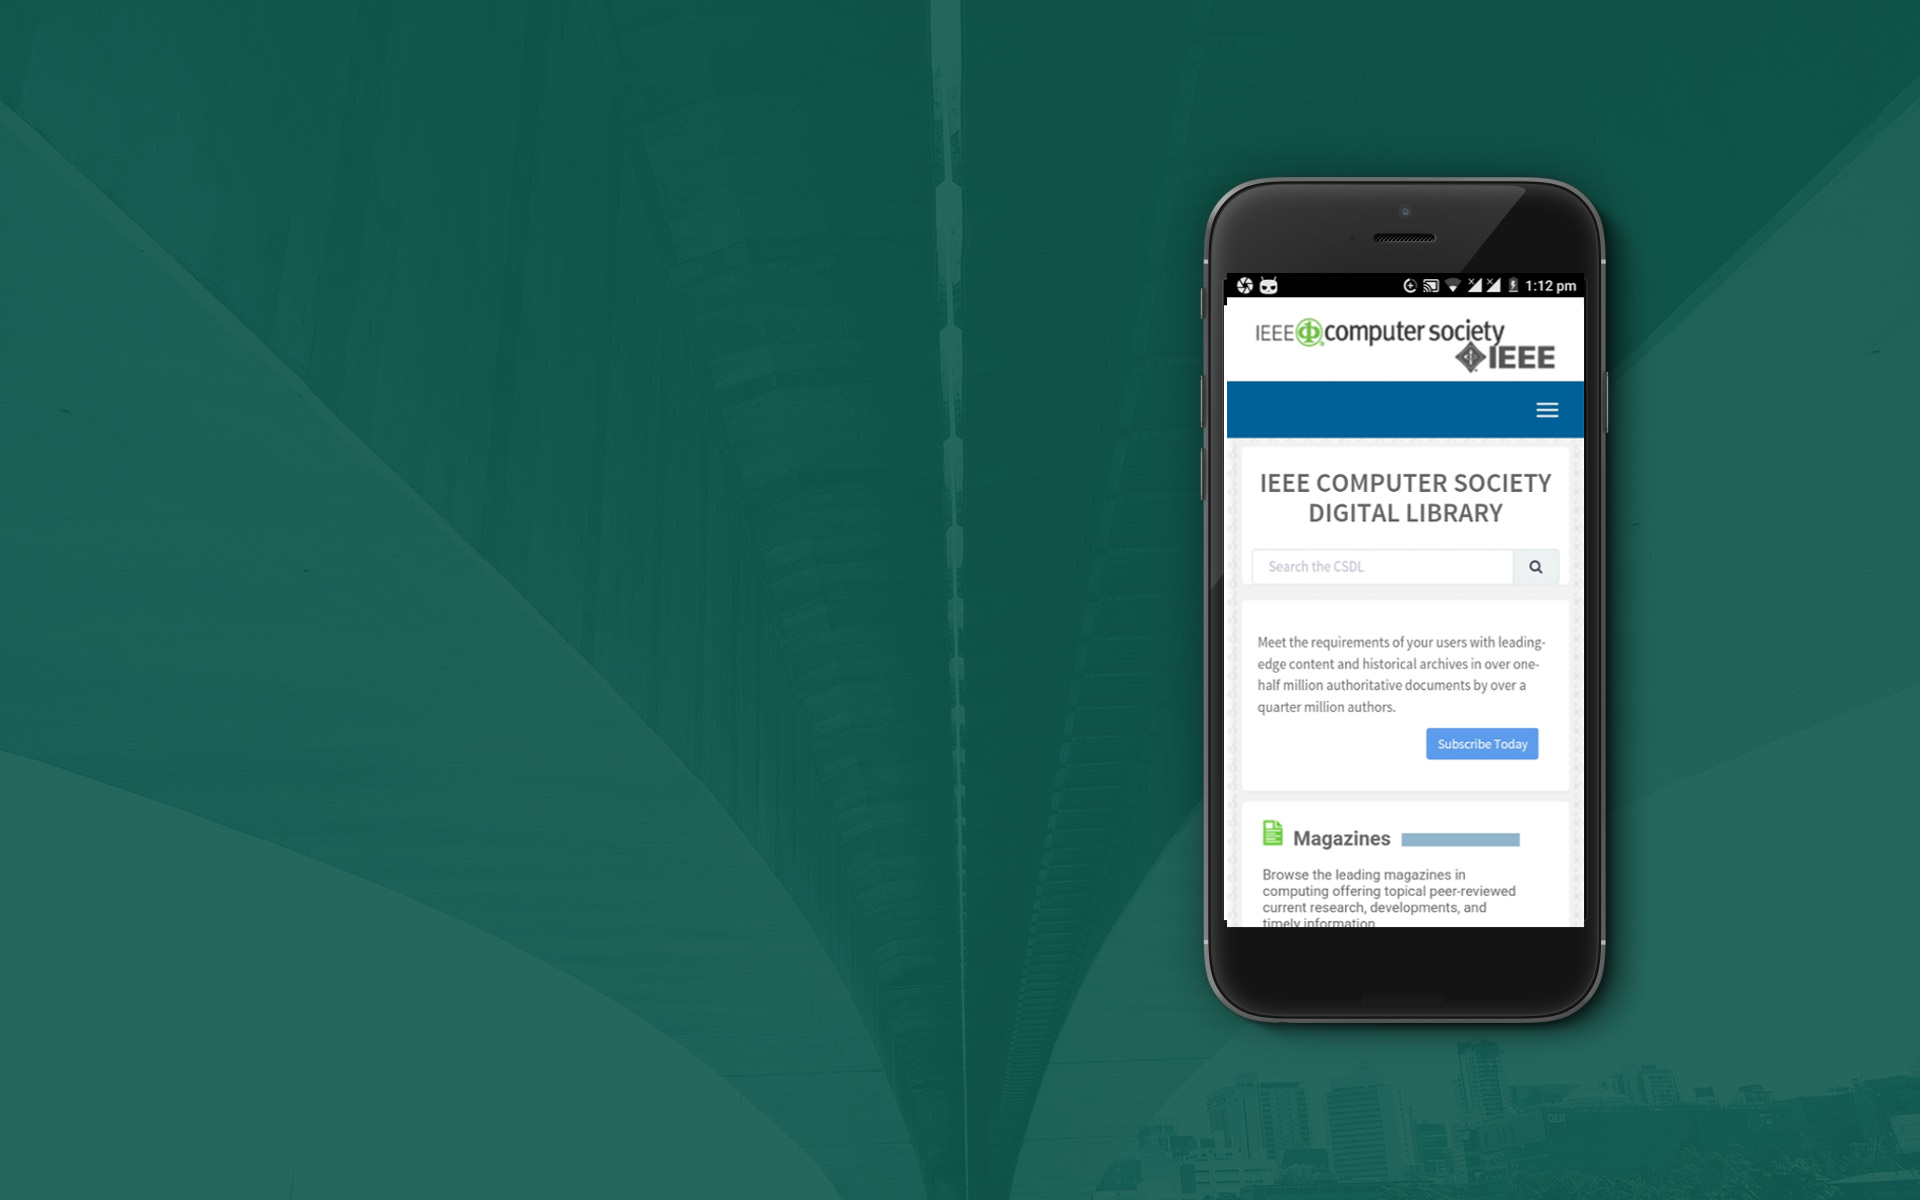 1:12 pm
IEEE computer society
IEEE
IEEE COMPUTER SOCIETY
DIGITAL LIBRARY
Search the CSDL
Meet the requirements of your users with leading-
edge content and historical archives in over one-
half million authoritative documents by over a
quarter million authors.
Subscribe Today
Magazines
Browse the leading magazines in
computing offering topical peer-reviewed
current research, developments, and
timely information
QUT